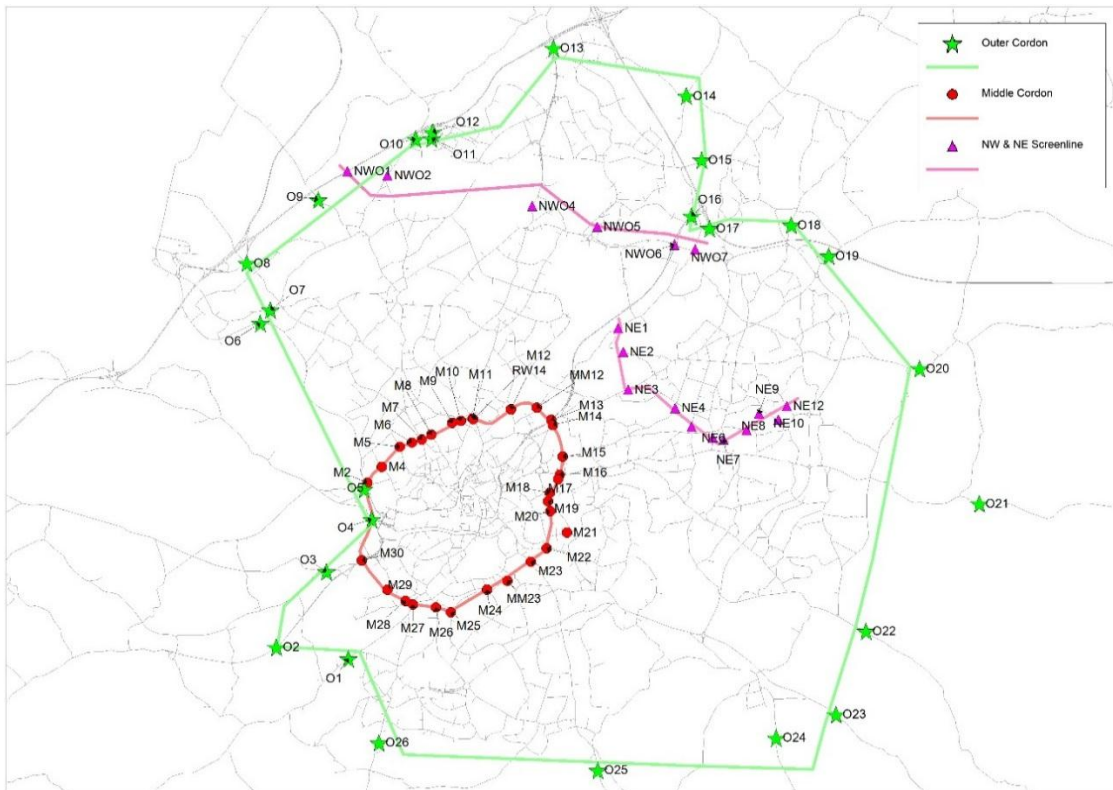 O13
Outer Cordon
Middle Cordon
NW & NE Screenline
O14
O12
O10
O11
O15
NWO1
NWO2
O9
NWO4
O16
NWO5
O17
O18
NWO6
NWO7
O19
O8
O7
O6
NE1
NE2
O20
NE3
M12
RW14
MM12
M11
M10
M9
M8
M7
M6
M5
M13
M14
NE4
NE9
NE12
NE6
NE8
NE10
NE7
M4
M2
M15
M16
O5
M18
M17
M19
M20
O21
O4
M21
M30
M22
O3
M23
M29
MM23
M24
M28
M27
M26
M25
O22
O2
O1
O23
O24
O26
O25